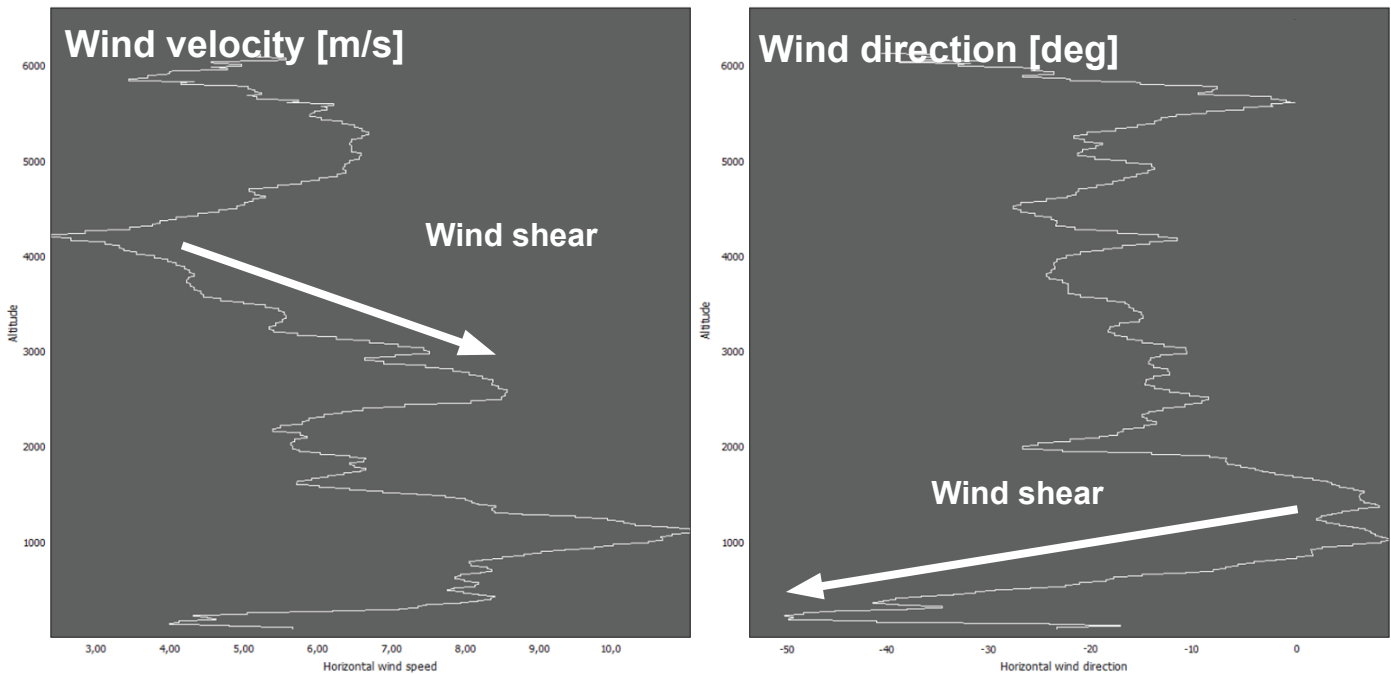 Wind velocity [m/s]
6000
5000
4000
3000
2000
1000
Altitude
Wind shear
3,00 4,00 5,00 6,00 7,00 8,00 9,00 10,0
Horizontal wind speed
Wind direction [deg]
6000
5000
4000
3000
2000
1000
Altitude
Wind shear
-50 -40 -30 -20 -10 0
Horizontal wind direction